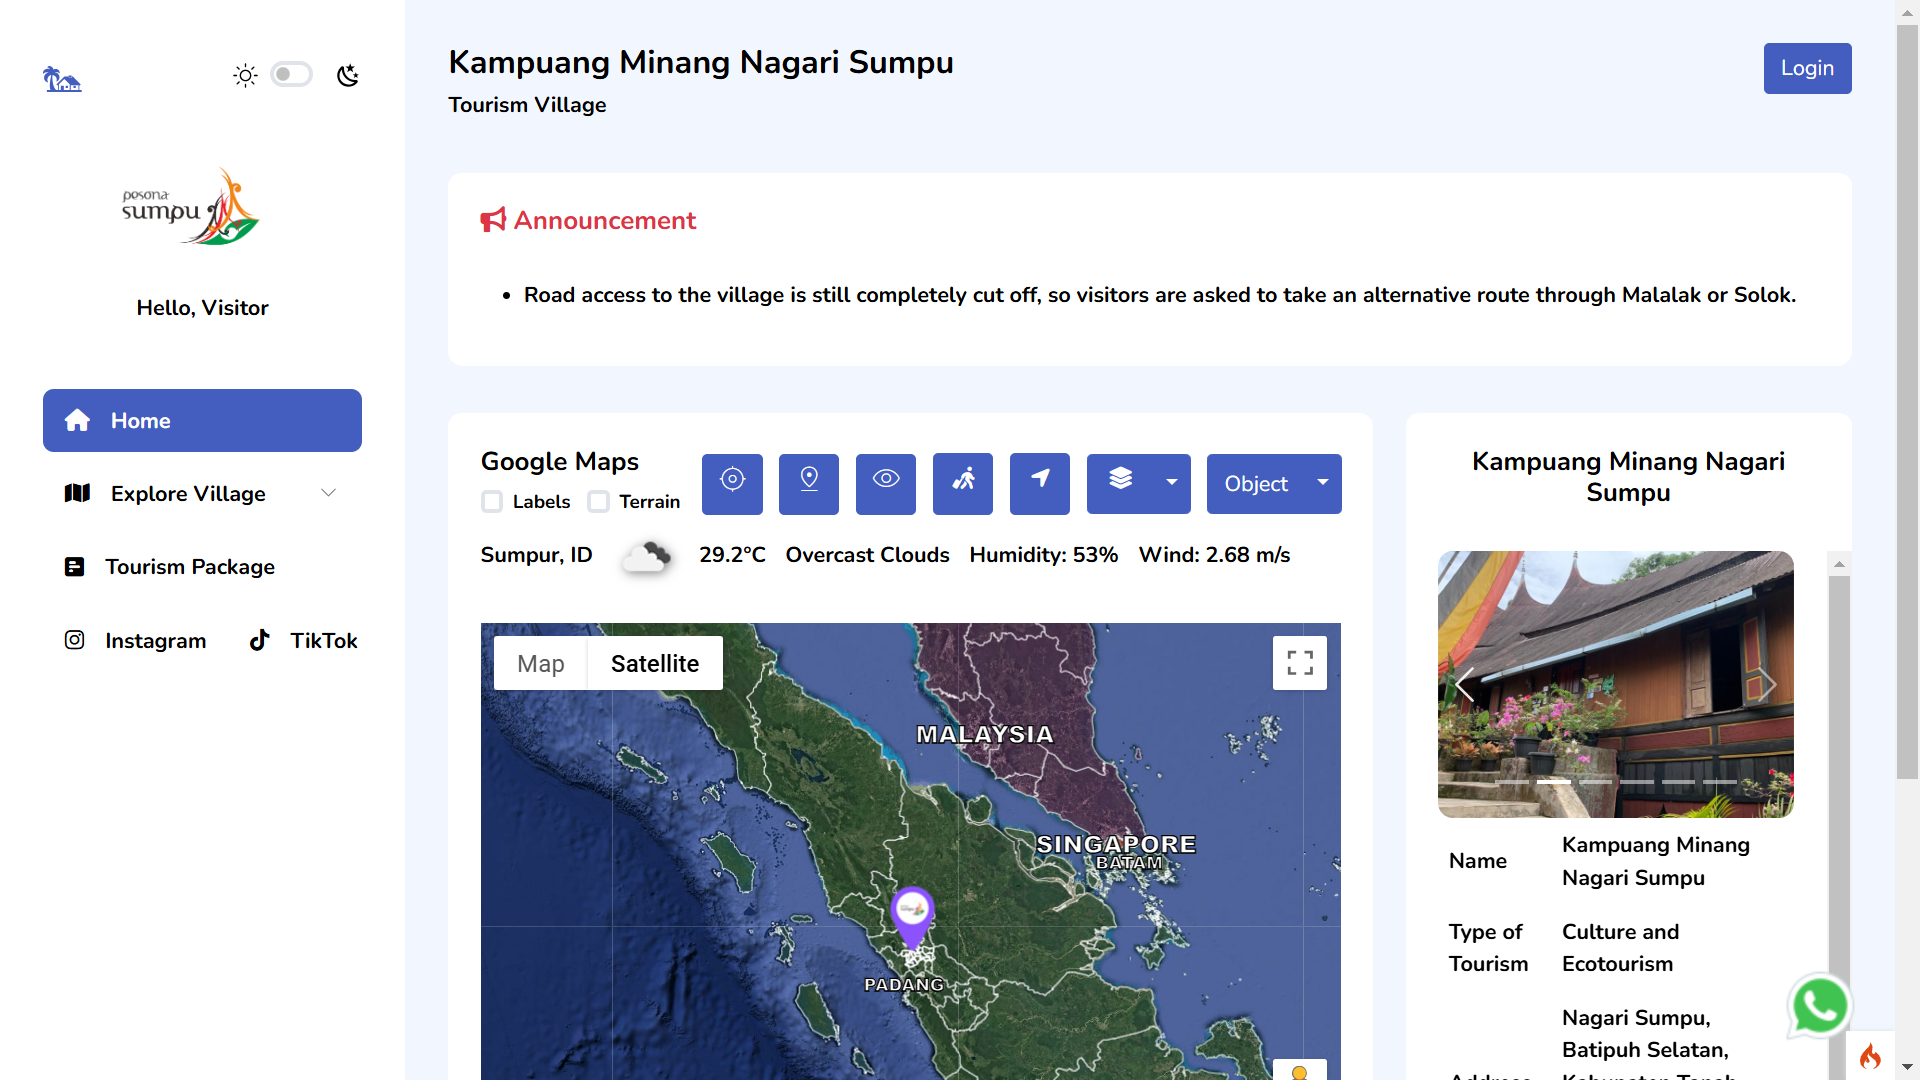 Kampuang Minang Nagari Sumpu
Login
Tourism Village
pesona
sumpu
Hello, Visitor
Announcement
Road access to the village is still completely cut off, so visitors are asked to take an alternative route through Malalak or Solok.
Home
Explore Village
Tourism Package
Instagram
TikTok
Google Maps
Labels
Terrain
Object
Sumpur, ID
29.2°C
Overcast Clouds
Humidity: 53%
Wind: 2.68 m/s
Map
Satellite
MALAYSIA
SINGAPORE
BATAM
PADANG
Kampuang Minang Nagari
Sumpu
Name
Kampuang Minang
Nagari Sumpu
Type of
Tourism
Culture and
Ecotourism
Nagari Sumpu,
Batipuh Selatan,
Address
Kabupaten Tanah